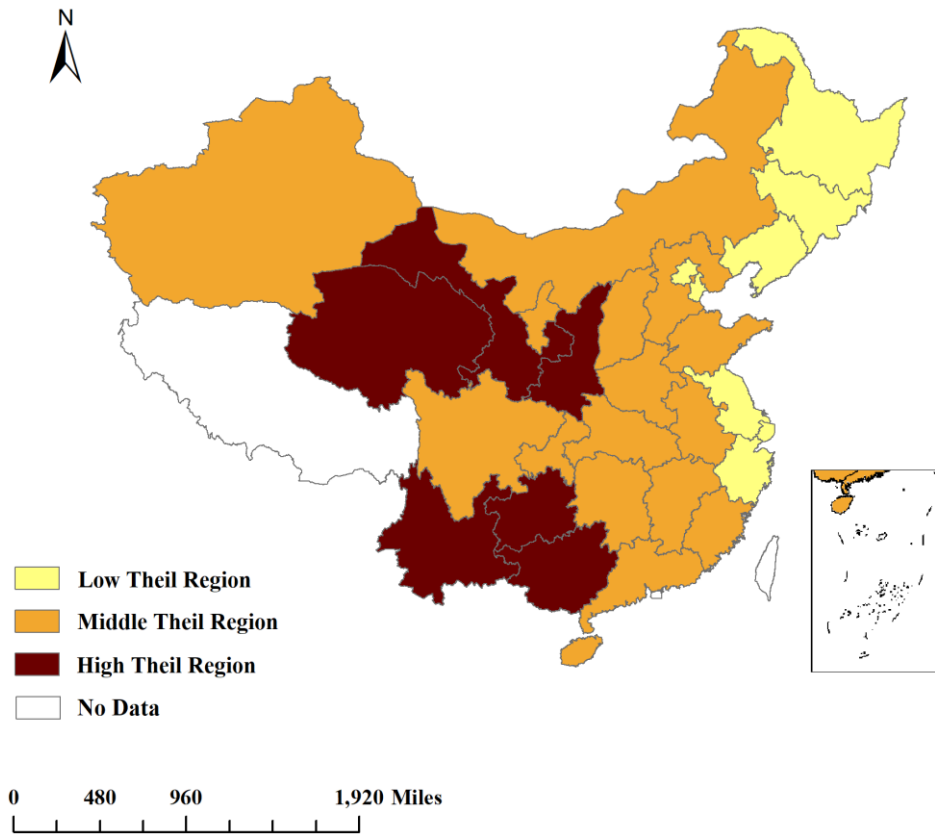 N
Low Theil Region
Middle Theil Region
High Theil Region
No Data
0 480 960 1,920 Miles